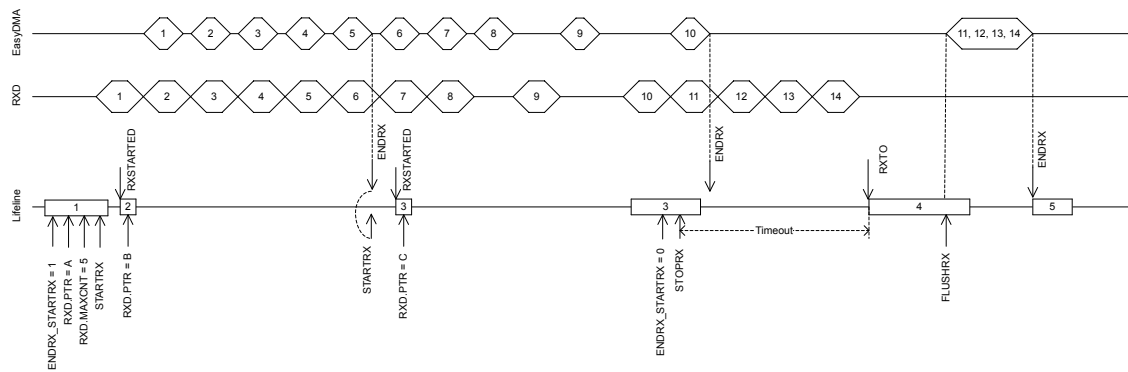 EasyDMA
1
2
3
4
5
6
7
8
9
10
11, 12, 13, 14
RXD
1
2
3
4
5
6
7
8
9
10
11
12
13
14
RXSTARTED
ENDRX
RXSTARTED
ENDRX
RXTO
ENDRX
Lifeline
1
2
3
3
4
5
Timeout
ENDRX_STARTRX = 1
RXD.PTR = A
RXD.MAXCNT = 5
STARTRX
RXD.PTR = B
STARTRX
RXD.PTR = C
ENDRX_STARTRX = 0
STOPRX
FLUSHRX